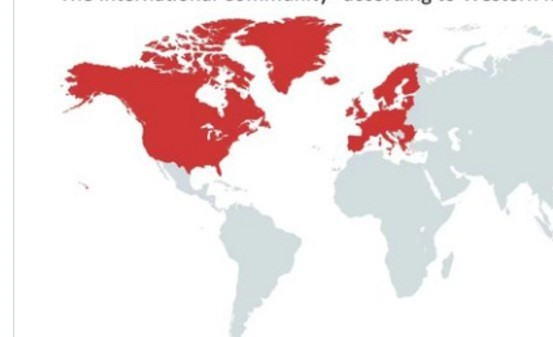 The International Community" according to Western